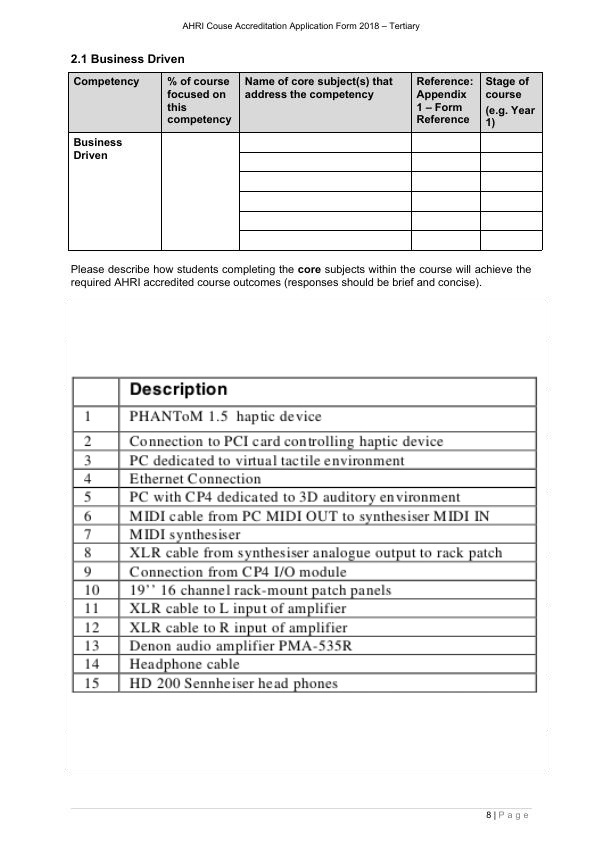 AHRI Couse Accreditation Application Form 2018 – Tertiary
2.1 Business Driven
Competency
% of course
focused on
this
competency
Name of core subject(s) that
address the competency
Reference:
Appendix
1 – Form
Reference
Stage of
course
(e.g. Year
1)
Business
Driven
Please describe how students completing the core subjects within the course will achieve the
required AHRI accredited course outcomes (responses should be brief and concise).
Description
1 PHANToM 1.5 haptic device
2 Connection to PCI card controlling haptic device
3 PC dedicated to virtual tactile environment
4 Ethernet Connection
5 PC with CP4 dedicated to 3D auditory environment
6 MIDI cable from PC MIDI OUT to synthesiser MIDI IN
7 MIDI synthesiser
8 XLR cable from synthesiser analogue output to rack patch
9 Connection from CP4 I/O module
10 19’’ 16 channel rack-mount patch panels
11 XLR cable to L input of amplifier
12 XLR cable to R input of amplifier
13 Denon audio amplifier PMA-535R
14 Headphone cable
15 HD 200 Sennheiser head phones
8 | P a g e